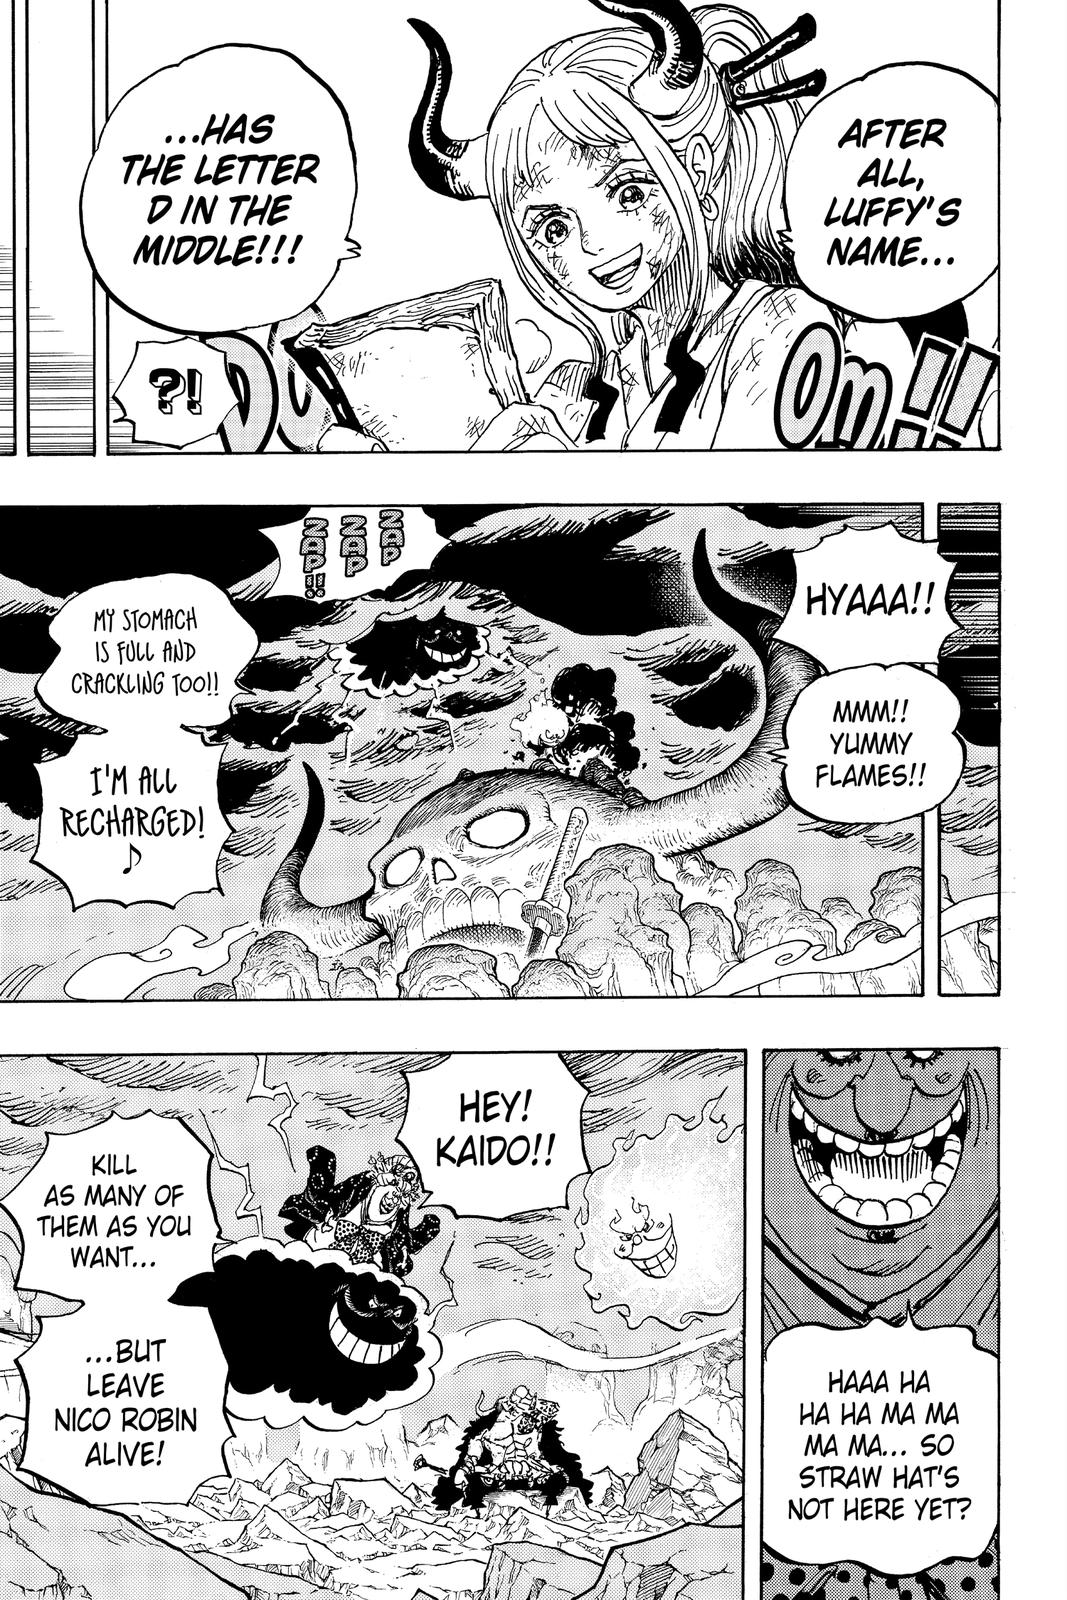 AFTER
ALL,
LUFFY'S
NAME...
...HAS
THE LETTER
D IN THE
MIDDLE!!!
DO
OM!!
?!
HYAAA!!
MMM!!
YUMMY
FLAMES!!
ZAP
ZAP
ZAP!!
MY STOMACH
IS FULL AND
CRACKLING TOO!!
I'M ALL
RECHARGED!
♪
HAAA HA
HA HA MA MA
MA MA... SO
STRAW HAT'S
NOT HERE YET?
HEY!
KAIDO!!
KILL
AS MANY OF
THEM AS YOU
WANT...
...BUT
LEAVE
NICO ROBIN
ALIVE!